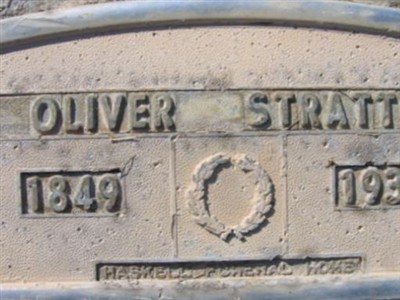 OLIVER STRATT
1849 193
HASKELL FUNERAL HOME